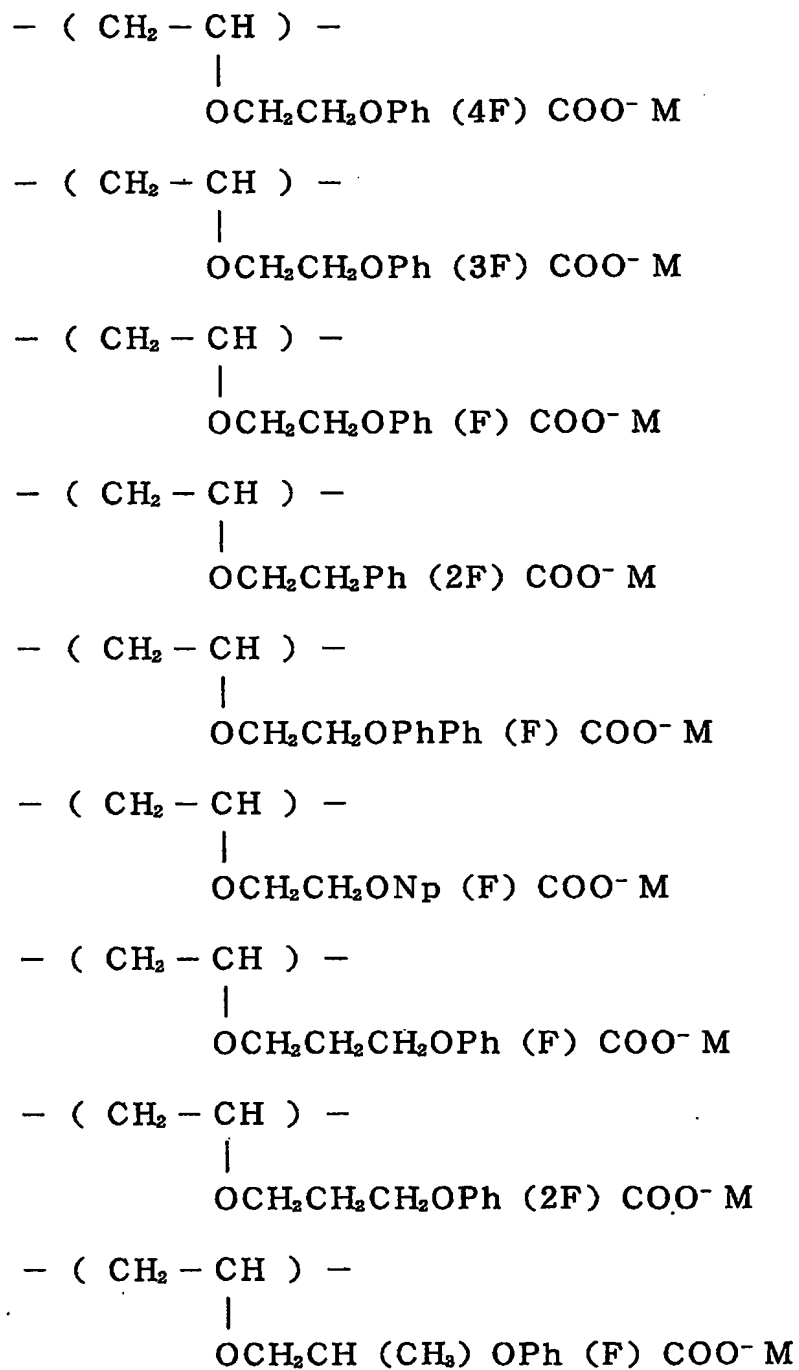 — ( CH₂ — CH ) —
|
OCH₂CH₂OPh (4F) COO⁻ M
— ( CH₂ — CH ) —
|
OCH₂CH₂OPh (3F) COO⁻ M
— ( CH₂ — CH ) —
|
OCH₂CH₂OPh (F) COO⁻ M
— ( CH₂ — CH ) —
|
OCH₂CH₂Ph (2F) COO⁻ M
— ( CH₂ — CH ) —
|
OCH₂CH₂OPhPh (F) COO⁻ M
— ( CH₂ — CH ) —
|
OCH₂CH₂ONp (F) COO⁻ M
— ( CH₂ — CH ) —
|
OCH₂CH₂CH₂OPh (F) COO⁻ M
— ( CH₂ — CH ) —
|
OCH₂CH₂CH₂OPh (2F) COO⁻ M
— ( CH₂ — CH ) —
|
OCH₂CH (CH₃) OPh (F) COO⁻ M